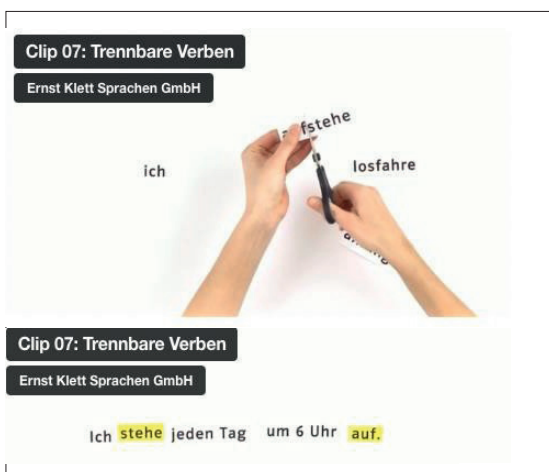 Clip 07: Trennbare Verben
Ernst Klett Sprachen GmbH
aufstehe
ich
losfahre
Clip 07: Trennbare Verben
Ernst Klett Sprachen GmbH
Ich stehe jeden Tag um 6 Uhr auf.